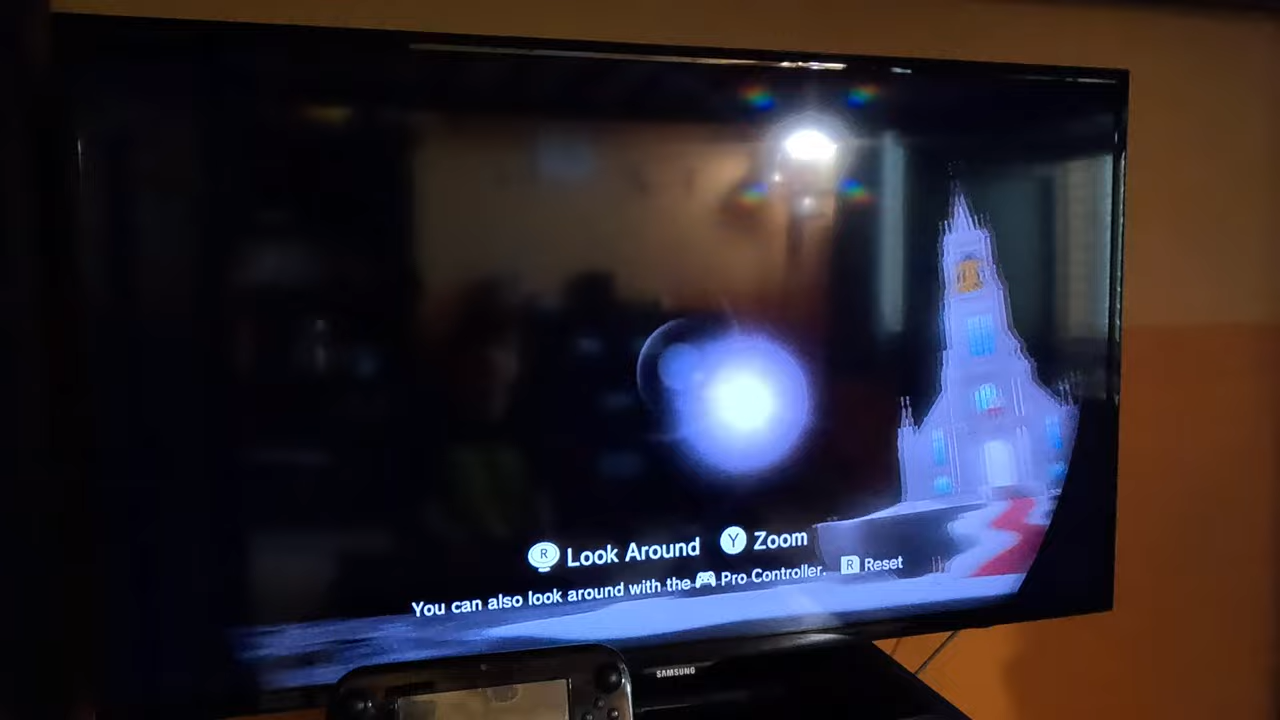 R Look Around Y Zoom
You can also look around with the Pro Controller. R Reset
SAMSUNG